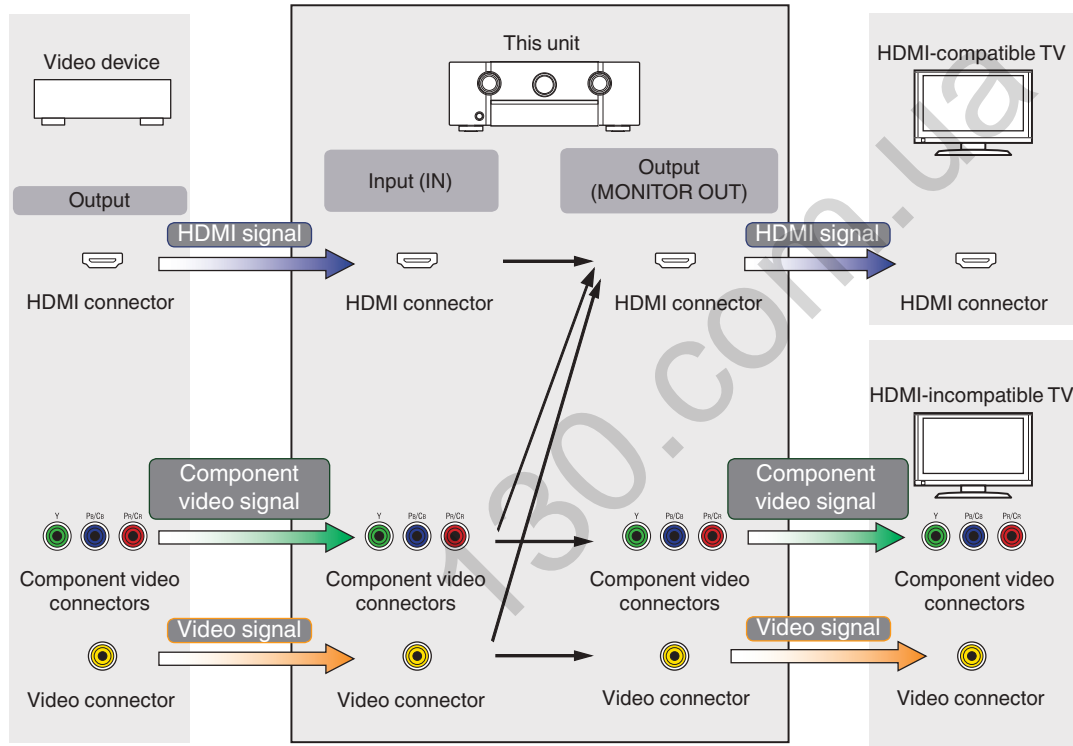 Video device
This unit
HDMI-compatible TV
Output
Input (IN)
Output
(MONITOR OUT)
HDMI signal
HDMI signal
HDMI connector
HDMI connector
HDMI connector
HDMI connector
HDMI-incompatible TV
Component
video signal
Component
video signal
Y PB/CB PR/CR
Y PB/CB PR/CR
Y PB/CB PR/CR
Y PB/CB PR/CR
Component video
connectors
Component video
connectors
Component video
connectors
Component video
connectors
Video signal
Video signal
Video connector
Video connector
Video connector
Video connector
130.com.ua